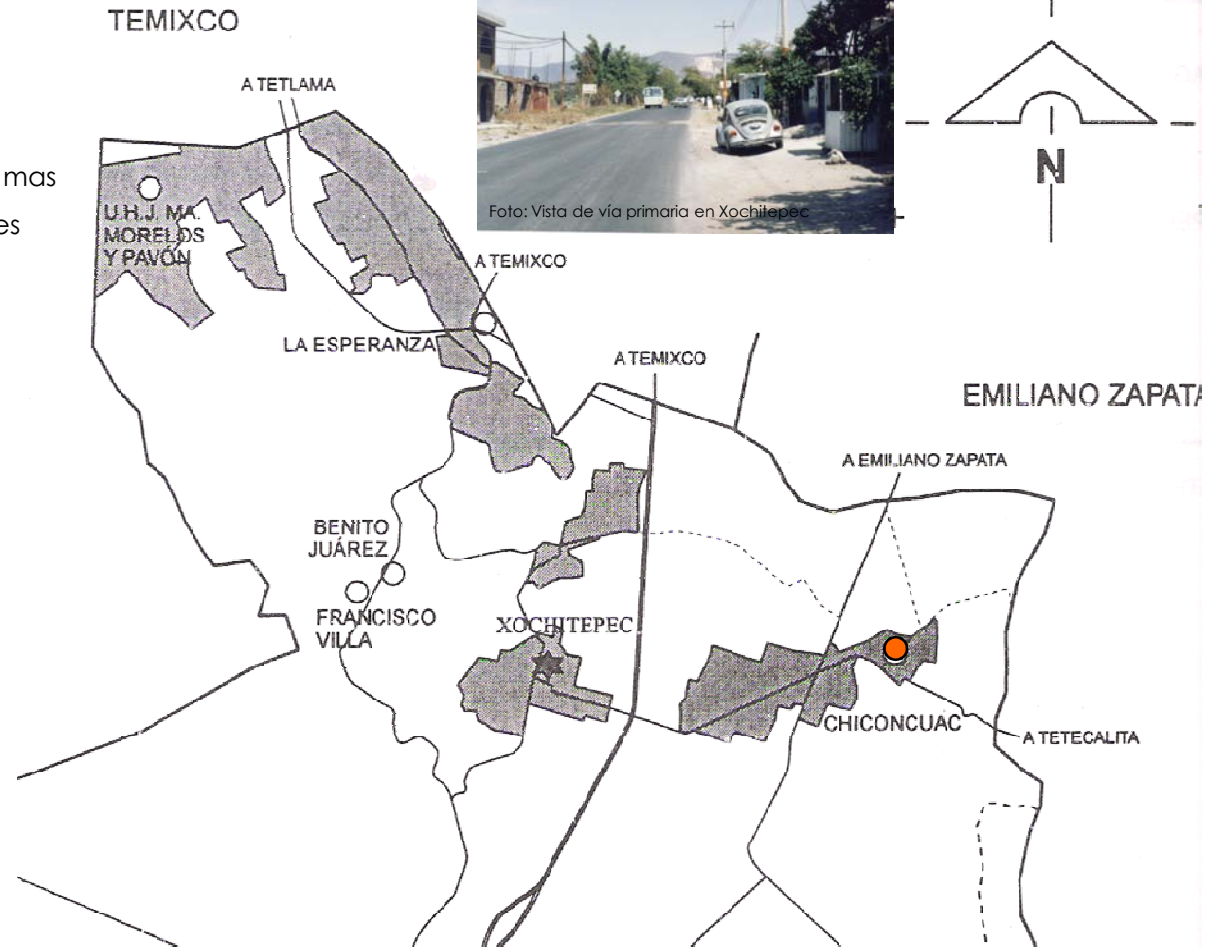 TEMIXCO
A TETLAMA
mas
es
U.H.J. MA.
MORELOS
Y PAVÓN
Foto: Vista de vía primaria en Xochitepec
N
A TEMIXCO
LA ESPERANZA
A TEMIXCO
EMILIANO ZAPATA
A EMILIANO ZAPATA
BENITO
JUÁREZ
FRANCISCO
VILLA
XOCHITEPEC
CHICONCUAC
A TETECALITA